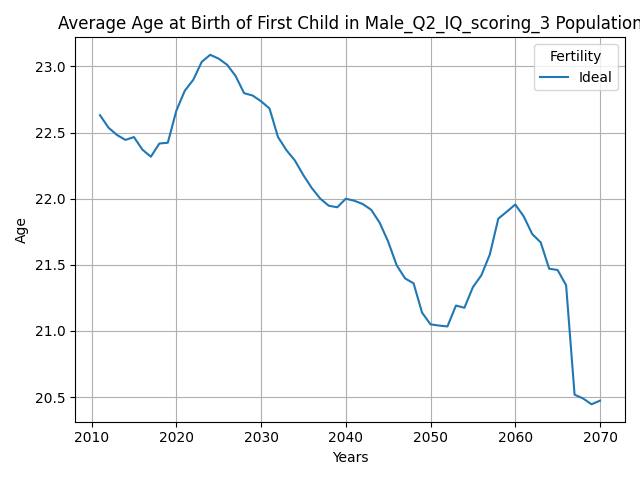 Average Age at Birth of First Child in Male_Q2_IQ_scoring_3 Population
Fertility
Ideal
23.0
22.5
22.0
21.5
21.0
20.5
Age
2010 2020 2030 2040 2050 2060 2070
Years